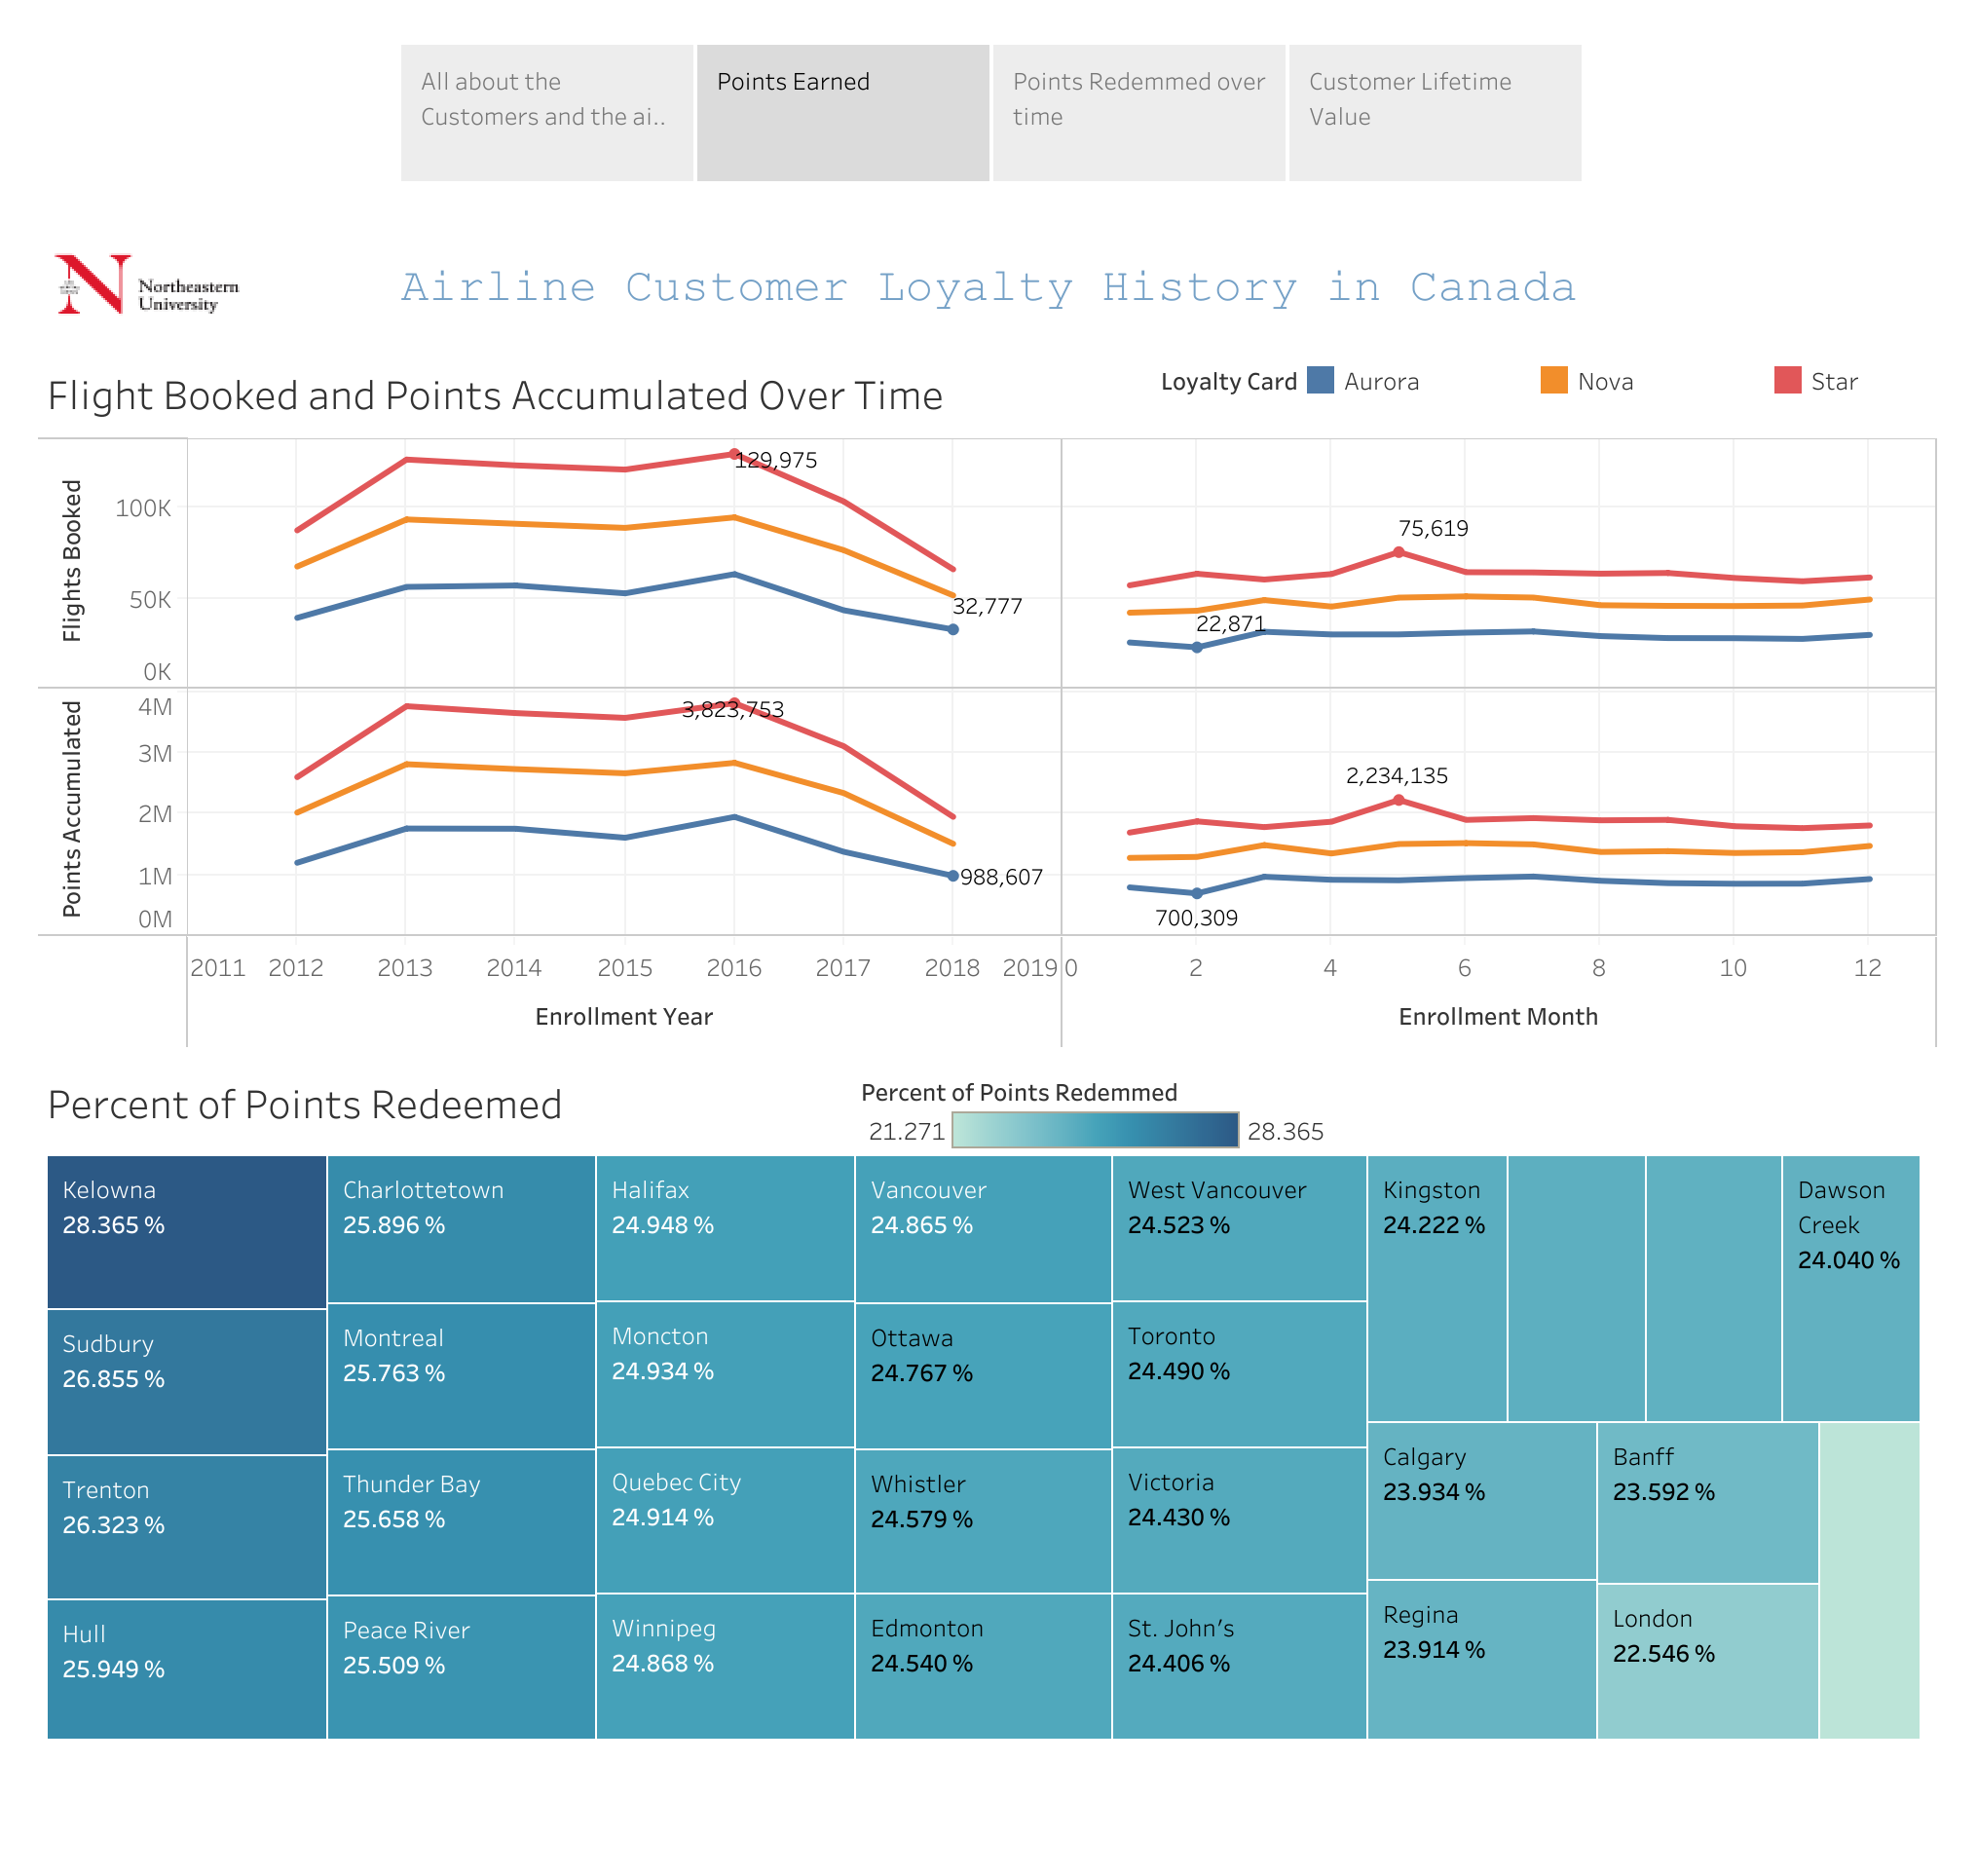 All about the
Customers and the ai..
Points Earned
Points Redemmed over
time
Customer Lifetime
Value
Northeastern
University
Airline Customer Loyalty History in Canada
Flight Booked and Points Accumulated Over Time
Loyalty Card Aurora Nova Star
Flights Booked
100K
50K
0K
129,975
32,777
75,619
22,871
Points Accumulated
4M
3M
2M
1M
0M
3,823,753
988,607
2,234,135
700,309
2011 2012 2013 2014 2015 2016 2017 2018 2019
0 2 4 6 8 10 12
Enrollment Year
Enrollment Month
Percent of Points Redeemed
Percent of Points Redemmed
21.271 28.365
Kelowna
28.365 %
Sudbury
26.855 %
Trenton
26.323 %
Hull
25.949 %
Charlottetown
25.896 %
Montreal
25.763 %
Thunder Bay
25.658 %
Peace River
25.509 %
Halifax
24.948 %
Moncton
24.934 %
Quebec City
24.914 %
Winnipeg
24.868 %
Vancouver
24.865 %
Ottawa
24.767 %
Whistler
24.579 %
Edmonton
24.540 %
West Vancouver
24.523 %
Toronto
24.490 %
Victoria
24.430 %
St. John's
24.406 %
Kingston
24.222 %
Dawson
Creek
24.040 %
Calgary
23.934 %
Regina
23.914 %
Banff
23.592 %
London
22.546 %